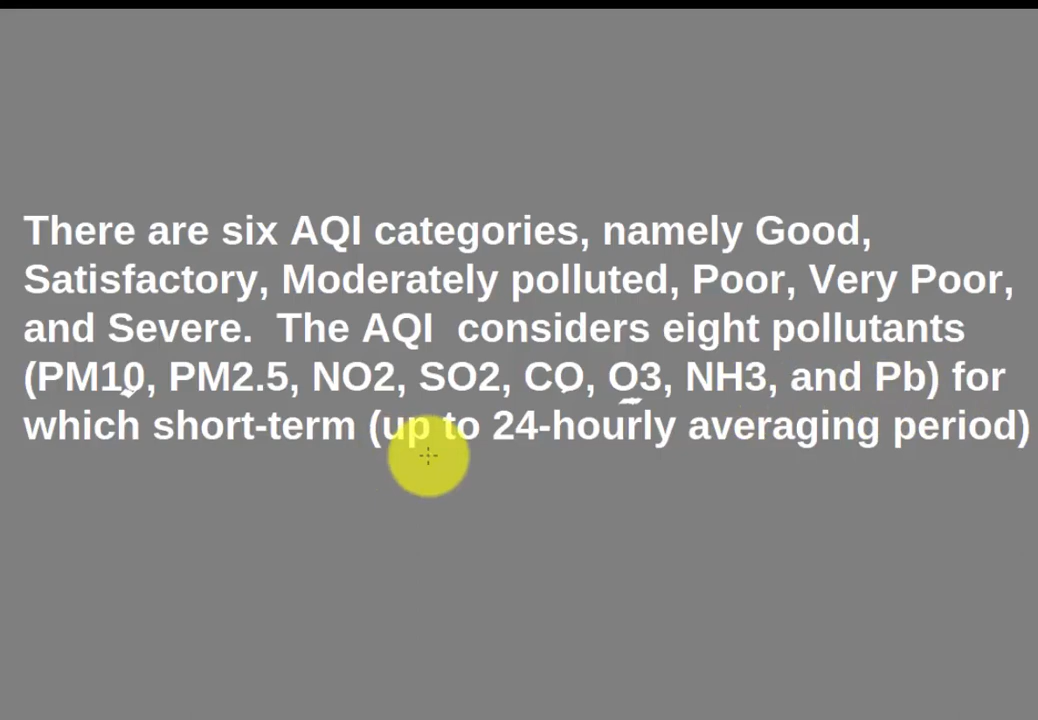 There are six AQI categories, namely Good,
Satisfactory, Moderately polluted, Poor, Very Poor,
and Severe.  The AQI  considers eight pollutants
(PM10, PM2.5, NO2, SO2, CO, O3, NH3, and Pb) for
which short-term (up to 24-hourly averaging period)